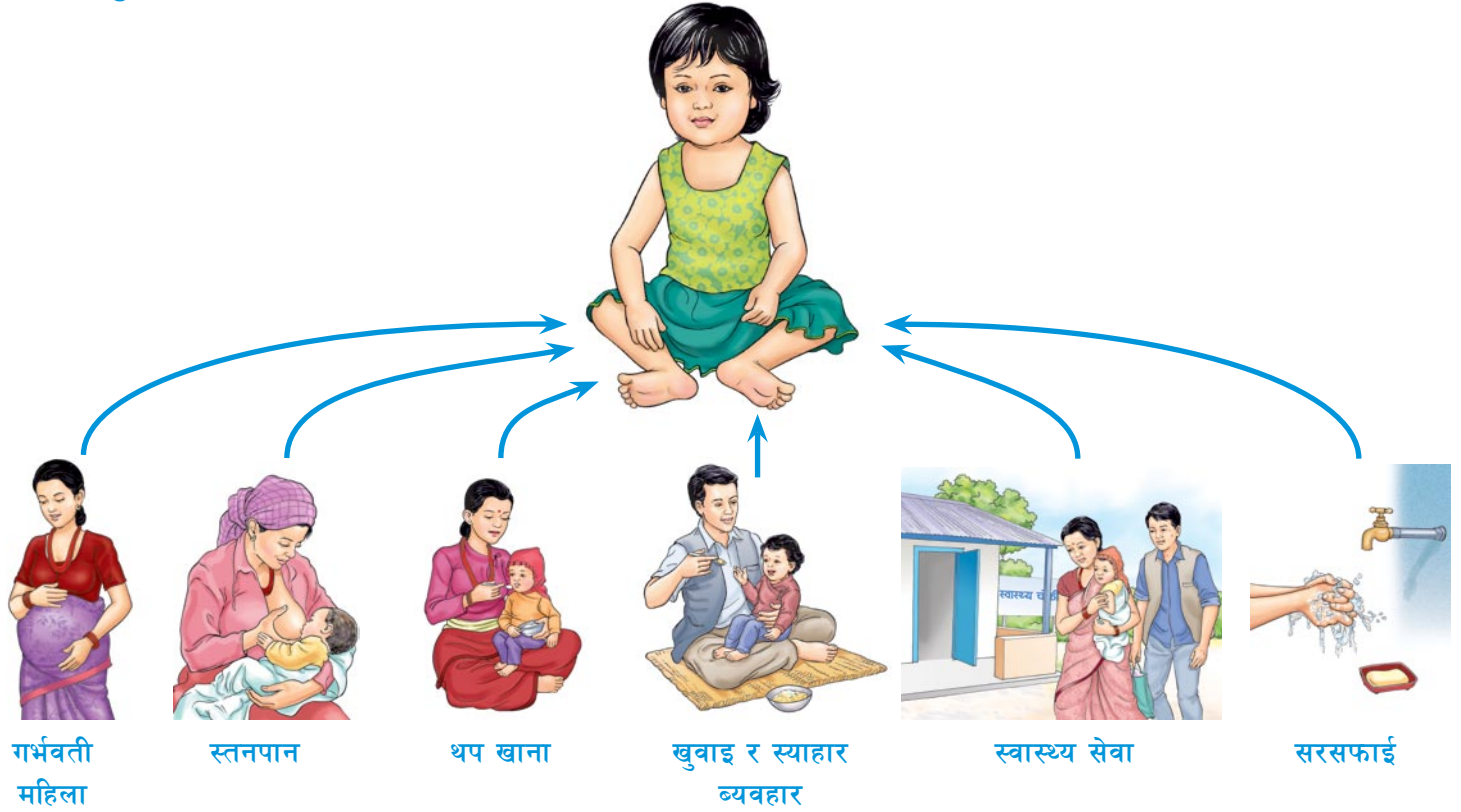 स्वास्थ्य
गर्भवती
महिला
स्तनपान
थप खाना
खुवाइ र स्याहार
ब्यवहार
स्वास्थ्य सेवा
सरसफाई